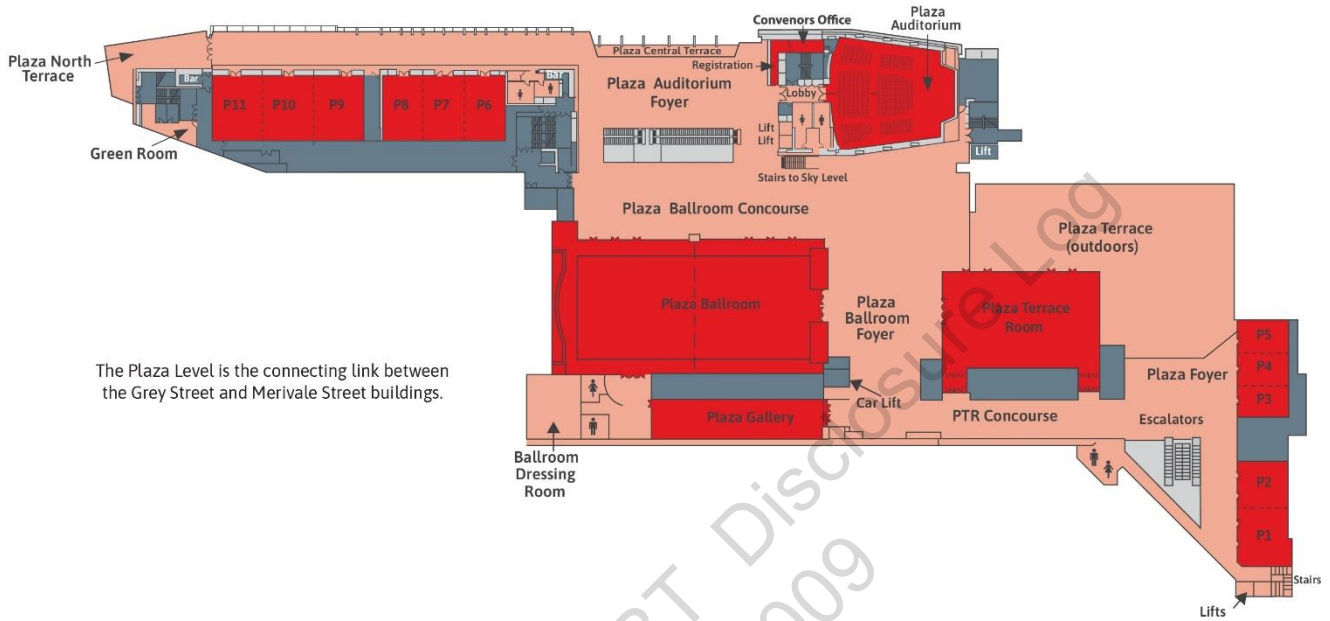 Convenors Office
Plaza
Auditorium
Plaza North
Terrace
Plaza Central Terrace
Registration
Bar
Bar
Plaza Auditorium
Foyer
Lobby
P11
P10
P9
P8
P7
P6
Green Room
Lift
Lift
Lift
Stairs to Sky Level
Plaza Ballroom Concourse
Plaza Terrace
(outdoors)
Plaza Ballroom
Plaza
Ballroom
Foyer
Plaza Terrace
Room
P5
P4
P3
The Plaza Level is the connecting link between
the Grey Street and Merivale Street buildings.
Plaza Foyer
Car Lift
Plaza Gallery
PTR Concourse
Escalators
Ballroom
Dressing
Room
P2
P1
Stairs
Lifts
Disclosure Log
2009